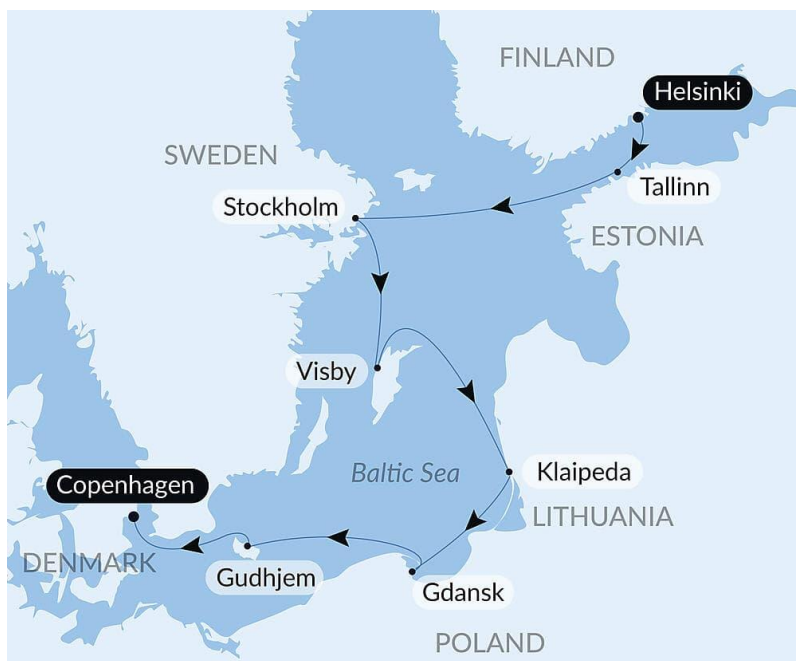 FINLAND
Helsinki
SWEDEN
Tallinn
Stockholm
ESTONIA
Visby
Baltic Sea
Klaipeda
Copenhagen
LITHUANIA
DENMARK
Gudhjem
Gdansk
POLAND